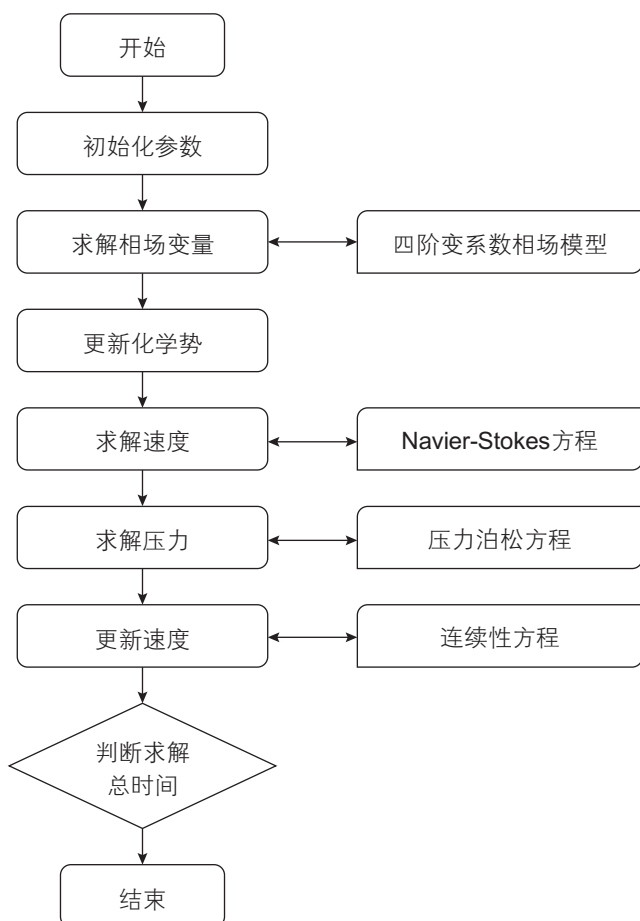 开始
初始化参数
求解相场变量
四阶变系数相场模型
更新化学势
求解速度
Navier-Stokes方程
求解压力
压力泊松方程
更新速度
连续性方程
判断求解
总时间
结束